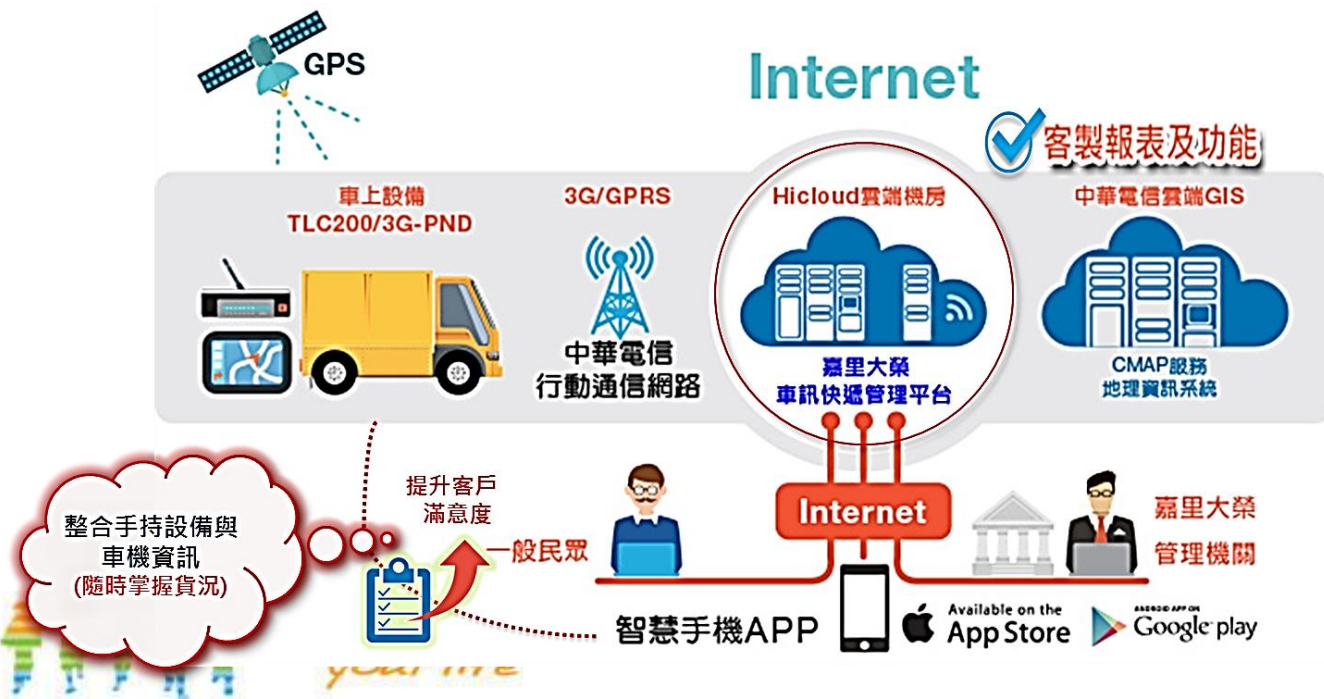 GPS
Internet
客製報表及功能
車上設備
TLC200/3G-PND
3G/GPRS
Hicloud雲端機房
中華電信雲端GIS
中華電信
行動通信網路
嘉里大榮
車訊快遞管理平台
CMAP服務
地理資訊系統
整合手持設備與
車機資訊
(隨時掌握貨況)
提升客戶
滿意度
一般民眾
Internet
嘉里大榮
管理機關
智慧手機APP
Available on the
App Store
ANDROID APP ON
Google play
your life